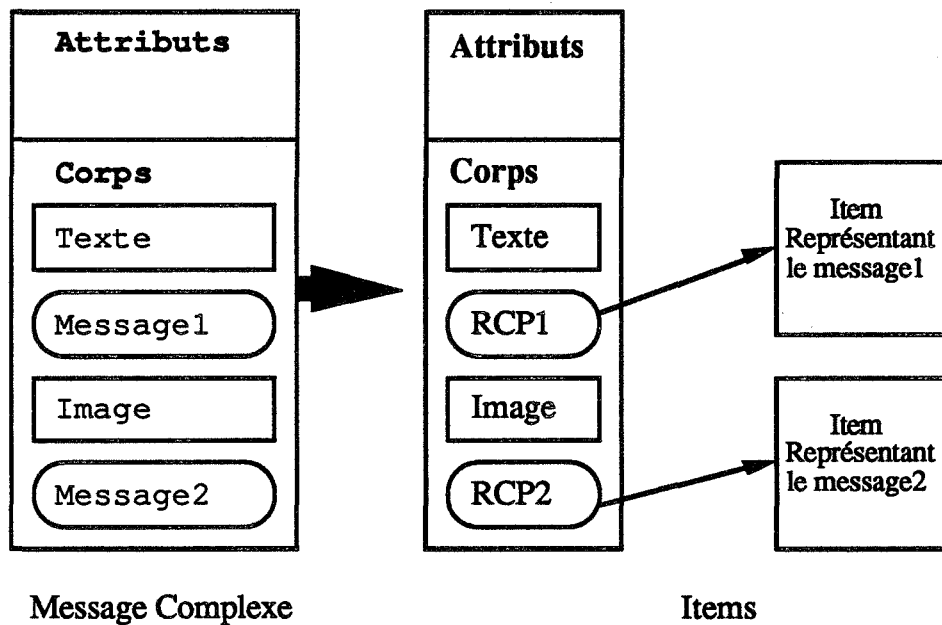 Attributs
Corps
Texte
Message1
Image
Message2
Attributs
Corps
Texte
RCP1
Image
RCP2
Item
Représentant
le message1
Item
Représentant
le message2
Message Complexe
Items